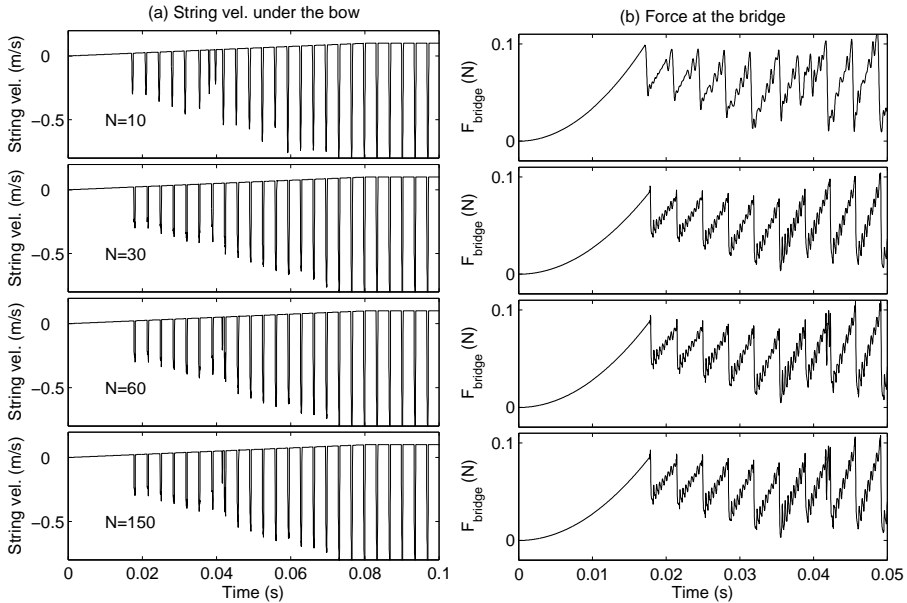 (a) String vel. under the bow
(b) Force at the bridge
String vel. (m/s)
0
−0.5
N=10
F_bridge (N)
0.1
0
String vel. (m/s)
0
−0.5
N=30
F_bridge (N)
0.1
0
String vel. (m/s)
0
−0.5
N=60
F_bridge (N)
0.1
0
String vel. (m/s)
0
−0.5
N=150
F_bridge (N)
0.1
0
0 0.02 0.04 0.06 0.08 0.1
Time (s)
0 0.01 0.02 0.03 0.04 0.05
Time (s)